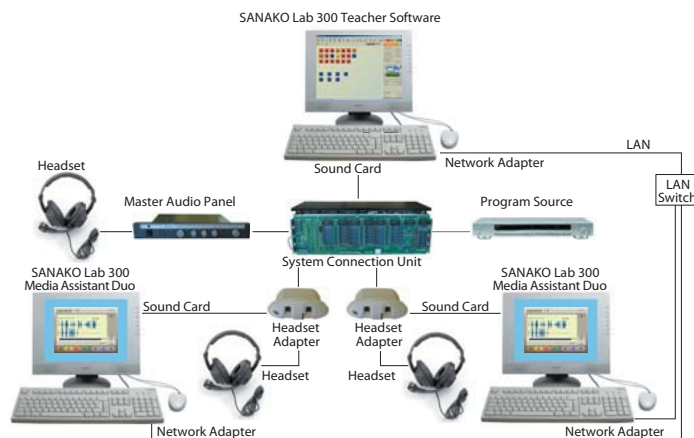 SANAKO Lab 300 Teacher Software
LAN
Network Adapter
Sound Card
Headset
Master Audio Panel
Program Source
LAN
Switch
System Connection Unit
SANAKO Lab 300
Media Assistant Duo
SANAKO Lab 300
Media Assistant Duo
Sound Card
Sound Card
Headset
Adapter
Headset
Adapter
Headset
Headset
Network Adapter
Network Adapter